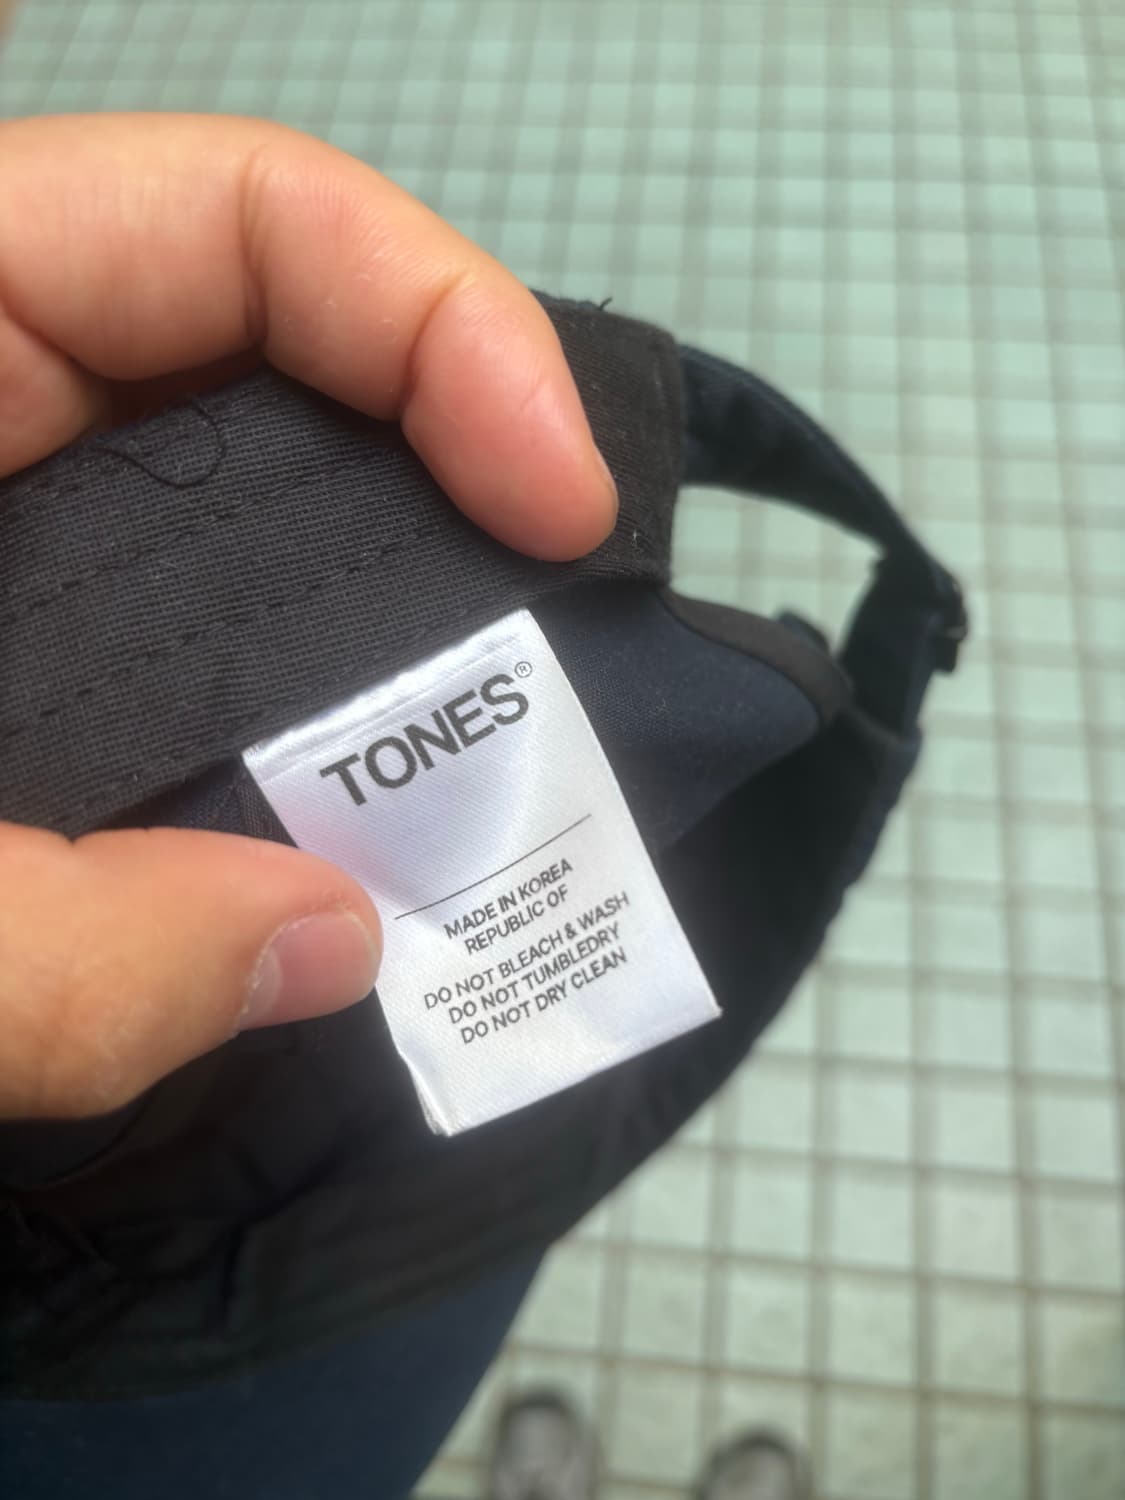 TONES®
MADE IN KOREA
REPUBLIC OF
DO NOT BLEACH & WASH
DO NOT TUMBLEDRY
DO NOT DRY CLEAN